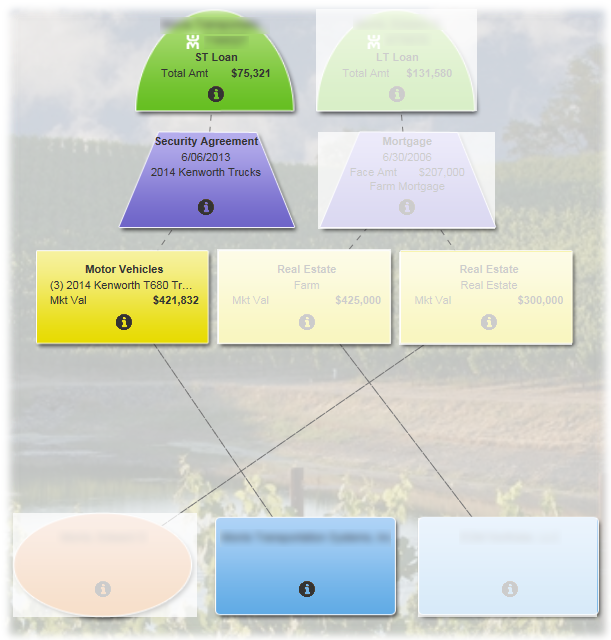 ST Loan
Total Amt $75,321
LT Loan
Total Amt $131,580
Security Agreement
6/06/2013
2014 Kenworth Trucks
Mortgage
6/30/2006
Face Amt $207,000
Farm Mortgage
Motor Vehicles
(3) 2014 Kenworth T680 Tr...
Mkt Val $421,832
Real Estate
Farm
Mkt Val $425,000
Real Estate
Real Estate
Mkt Val $300,000